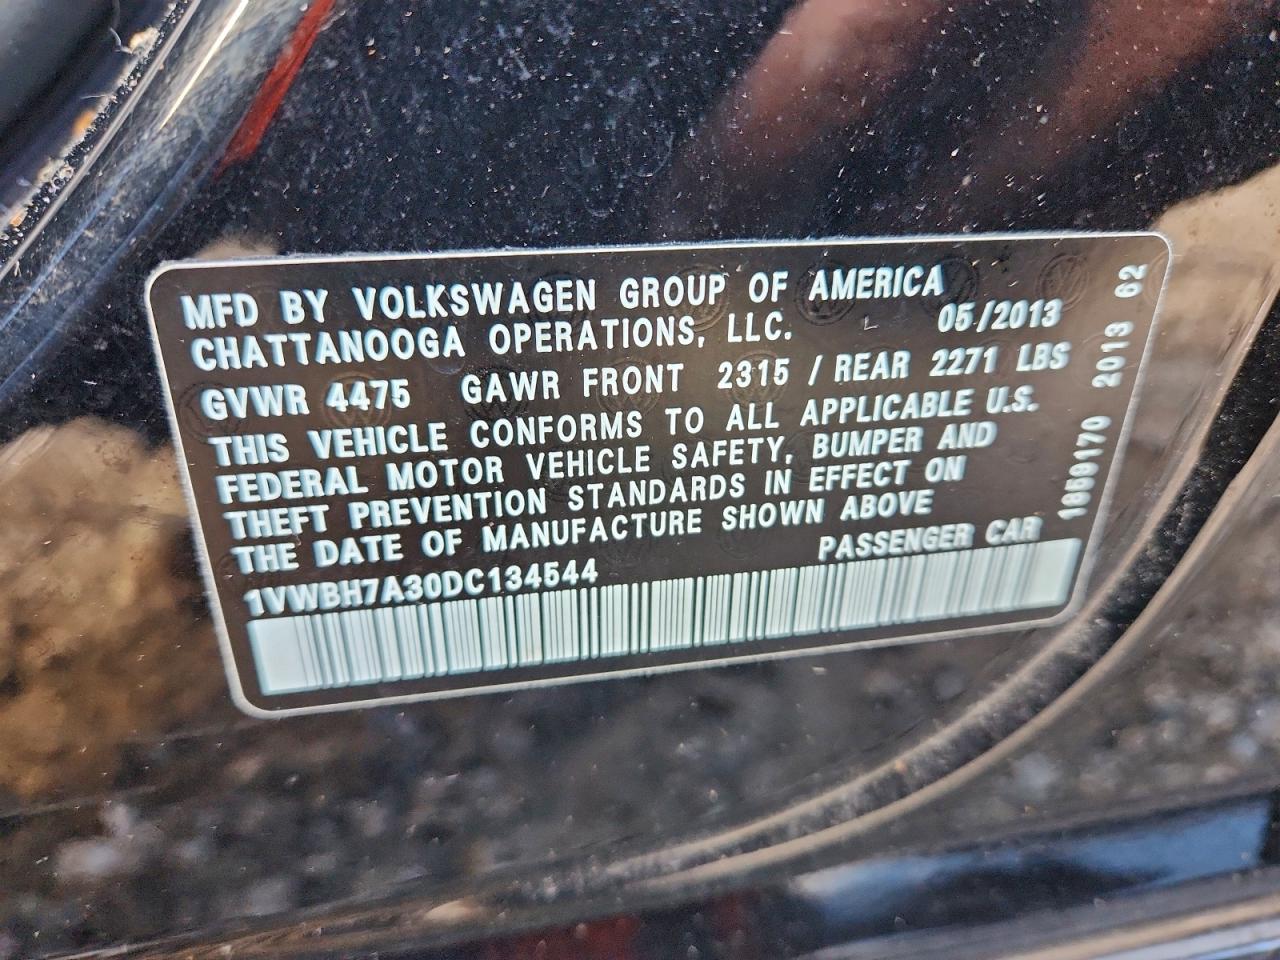 MFD BY VOLKSWAGEN GROUP OF AMERICA
CHATTANOOGA OPERATIONS, LLC. 05/2013
GVWR 4475 GAWR FRONT 2315 / REAR 2271 LBS
THIS VEHICLE CONFORMS TO ALL APPLICABLE U.S.
FEDERAL MOTOR VEHICLE SAFETY, BUMPER AND
THEFT PREVENTION STANDARDS IN EFFECT ON
THE DATE OF MANUFACTURE SHOWN ABOVE
1VWBH7A30DC134544 PASSENGER CAR
1859170 2013 62